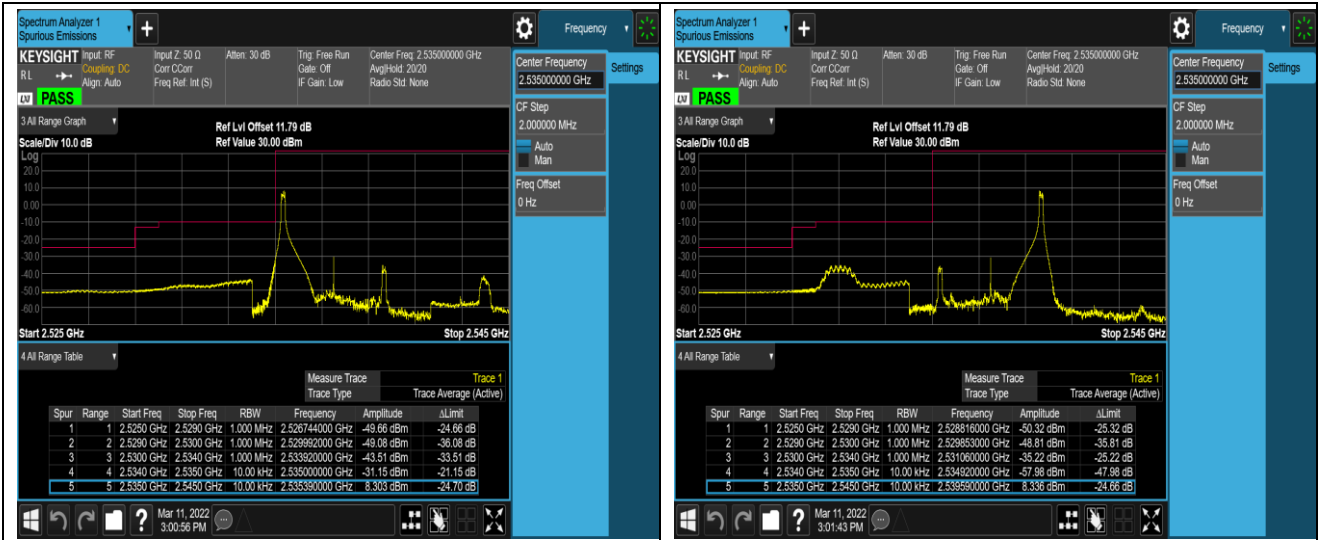 Spectrum Analyzer 1
Spurious Emissions
+
Frequency
KEYSIGHT Input: RF Input Z: 50 Ω Atten: 30 dB Trig: Free Run Center Freq: 2.535000000 GHz
RL Coupling: DC Corr CCorr Gate: Off Avg|Hold: 20/20
Align: Auto Freq Ref: Int (S) IF Gain: Low Radio Std: None
PASS
Center Frequency
2.535000000 GHz
Settings
CF Step
2.000000 MHz
Auto
Man
Freq Offset
0 Hz
3 All Range Graph
Ref Lvl Offset 11.79 dB
Scale/Div 10.0 dB Ref Value 30.00 dBm
Log
20.0
10.0
0.00
-10.0
-20.0
-30.0
-40.0
-50.0
-60.0
Start 2.525 GHz Stop 2.545 GHz
4 All Range Table
Measure Trace Trace 1
Trace Type Trace Average (Active)
Spur Range Start Freq Stop Freq RBW Frequency Amplitude ΔLimit
1 1 2.5250 GHz 2.5290 GHz 1.000 MHz 2.526744000 GHz -49.66 dBm -24.66 dB
2 2 2.5290 GHz 2.5300 GHz 1.000 MHz 2.529992000 GHz -49.08 dBm -36.08 dB
3 3 2.5300 GHz 2.5340 GHz 1.000 MHz 2.533920000 GHz -43.51 dBm -33.51 dB
4 4 2.5340 GHz 2.5350 GHz 10.00 kHz 2.535000000 GHz -31.15 dBm -21.15 dB
5 5 2.5350 GHz 2.5450 GHz 10.00 kHz 2.535390000 GHz 8.303 dBm -24.70 dB
?
Mar 11, 2022
3:00:56 PM
Spectrum Analyzer 1
Spurious Emissions
+
Frequency
KEYSIGHT Input: RF Input Z: 50 Ω Atten: 30 dB Trig: Free Run Center Freq: 2.535000000 GHz
RL Coupling: DC Corr CCorr Gate: Off Avg|Hold: 20/20
Align: Auto Freq Ref: Int (S) IF Gain: Low Radio Std: None
PASS
Center Frequency
2.535000000 GHz
Settings
CF Step
2.000000 MHz
Auto
Man
Freq Offset
0 Hz
3 All Range Graph
Ref Lvl Offset 11.79 dB
Scale/Div 10.0 dB Ref Value 30.00 dBm
Log
20.0
10.0
0.00
-10.0
-20.0
-30.0
-40.0
-50.0
-60.0
Start 2.525 GHz Stop 2.545 GHz
4 All Range Table
Measure Trace Trace 1
Trace Type Trace Average (Active)
Spur Range Start Freq Stop Freq RBW Frequency Amplitude ΔLimit
1 1 2.5250 GHz 2.5290 GHz 1.000 MHz 2.528816000 GHz -50.32 dBm -25.32 dB
2 2 2.5290 GHz 2.5300 GHz 1.000 MHz 2.529853000 GHz -48.81 dBm -35.81 dB
3 3 2.5300 GHz 2.5340 GHz 1.000 MHz 2.531060000 GHz -35.22 dBm -25.22 dB
4 4 2.5340 GHz 2.5350 GHz 10.00 kHz 2.534920000 GHz -57.98 dBm -47.98 dB
5 5 2.5350 GHz 2.5450 GHz 10.00 kHz 2.539590000 GHz 8.336 dBm -24.66 dB
?
Mar 11, 2022
3:01:43 PM